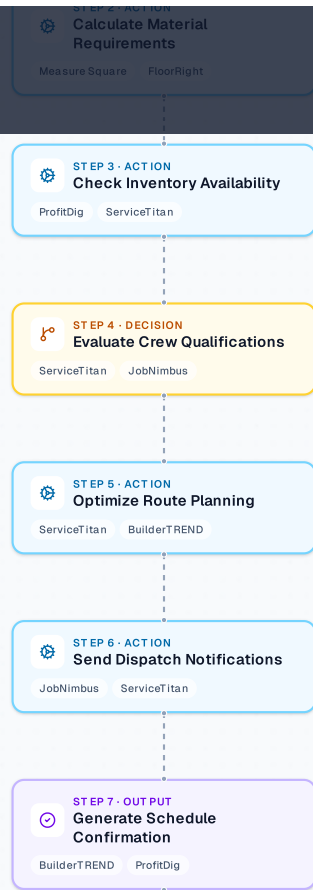 STEP 2 · ACTION
Calculate Material
Requirements
Measure Square FloorRight
STEP 3 · ACTION
Check Inventory Availability
ProfitDig ServiceTitan
STEP 4 · DECISION
Evaluate Crew Qualifications
ServiceTitan JobNimbus
STEP 5 · ACTION
Optimize Route Planning
ServiceTitan BuilderTREND
STEP 6 · ACTION
Send Dispatch Notifications
JobNimbus ServiceTitan
STEP 7 · OUTPUT
Generate Schedule
Confirmation
BuilderTREND ProfitDig